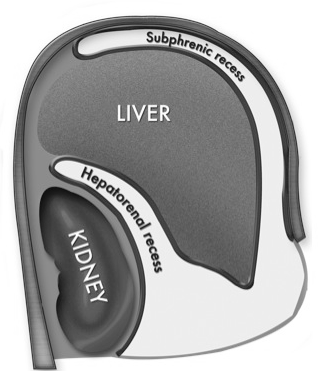 Subphrenic recess
LIVER
Hepatorenal recess
KIDNEY